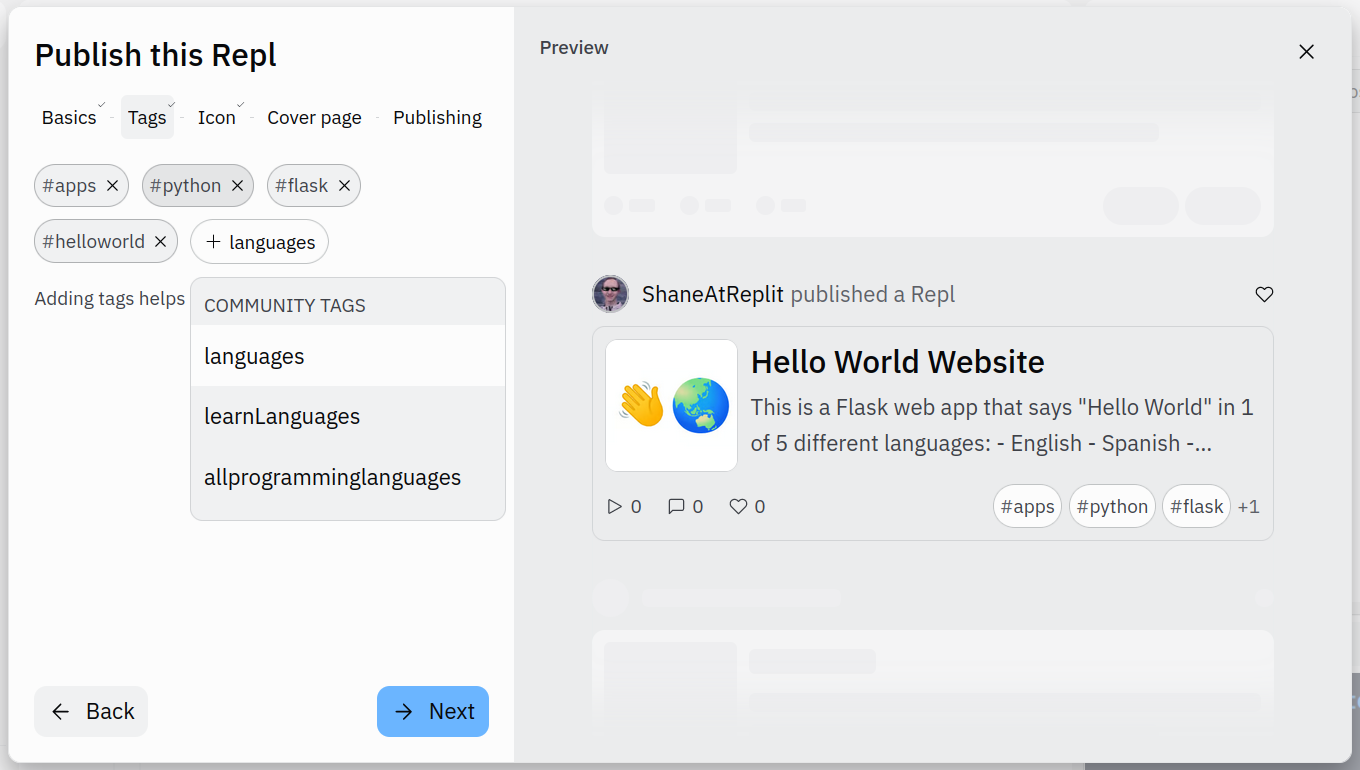 Publish this Repl
Basics - Tags - Icon - Cover page - Publishing
#apps × #python × #flask ×
#helloworld × + languages
Adding tags helps
COMMUNITY TAGS
languages
learnLanguages
allprogramminglanguages
Back
Next
Preview
ShaneAtReplit published a Repl
Hello World Website
This is a Flask web app that says "Hello World" in 1
of 5 different languages: - English - Spanish -...
0 0 0 #apps #python #flask +1